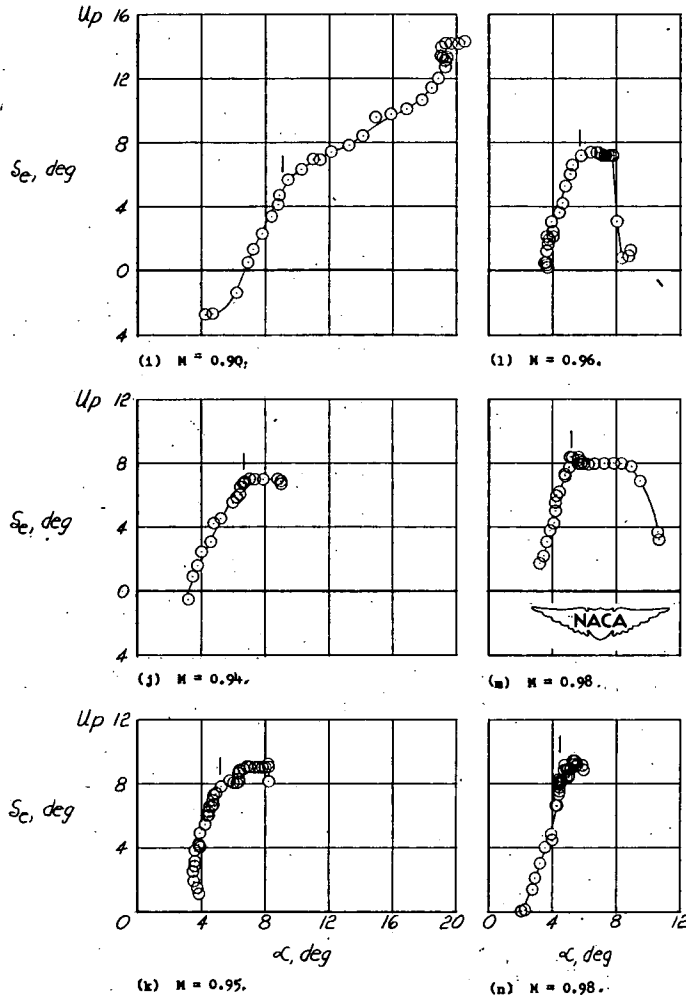 Up 16
12
8
δe, deg
4
0
4
(i) M = 0.90.
(l) M = 0.96.
Up 12
8
δe, deg
4
0
4
NACA
(j) M = 0.94.
(m) M = 0.98.
Up 12
8
δe, deg
4
0 4 8 12 16 20 0 4 8 12
α, deg α, deg
(k) M = 0.95.
(n) M = 0.98.